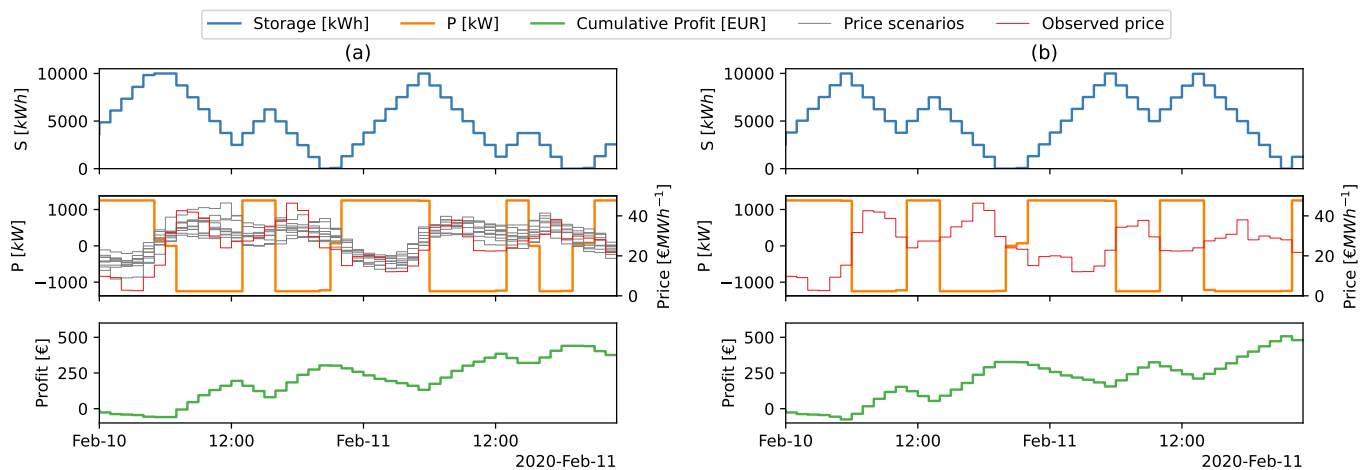 Storage [kWh] P [kW] Cumulative Profit [EUR] Price scenarios Observed price
(a)
10000
5000
0
S [kWh]
1000
0
−1000
P [kW]
40
20
0
Price [€MWh⁻¹]
500
250
0
Profit [€]
Feb-10 12:00 Feb-11 12:00
2020-Feb-11
(b)
10000
5000
0
S [kWh]
1000
0
−1000
P [kW]
40
20
0
Price [€MWh⁻¹]
500
250
0
Profit [€]
Feb-10 12:00 Feb-11 12:00
2020-Feb-11